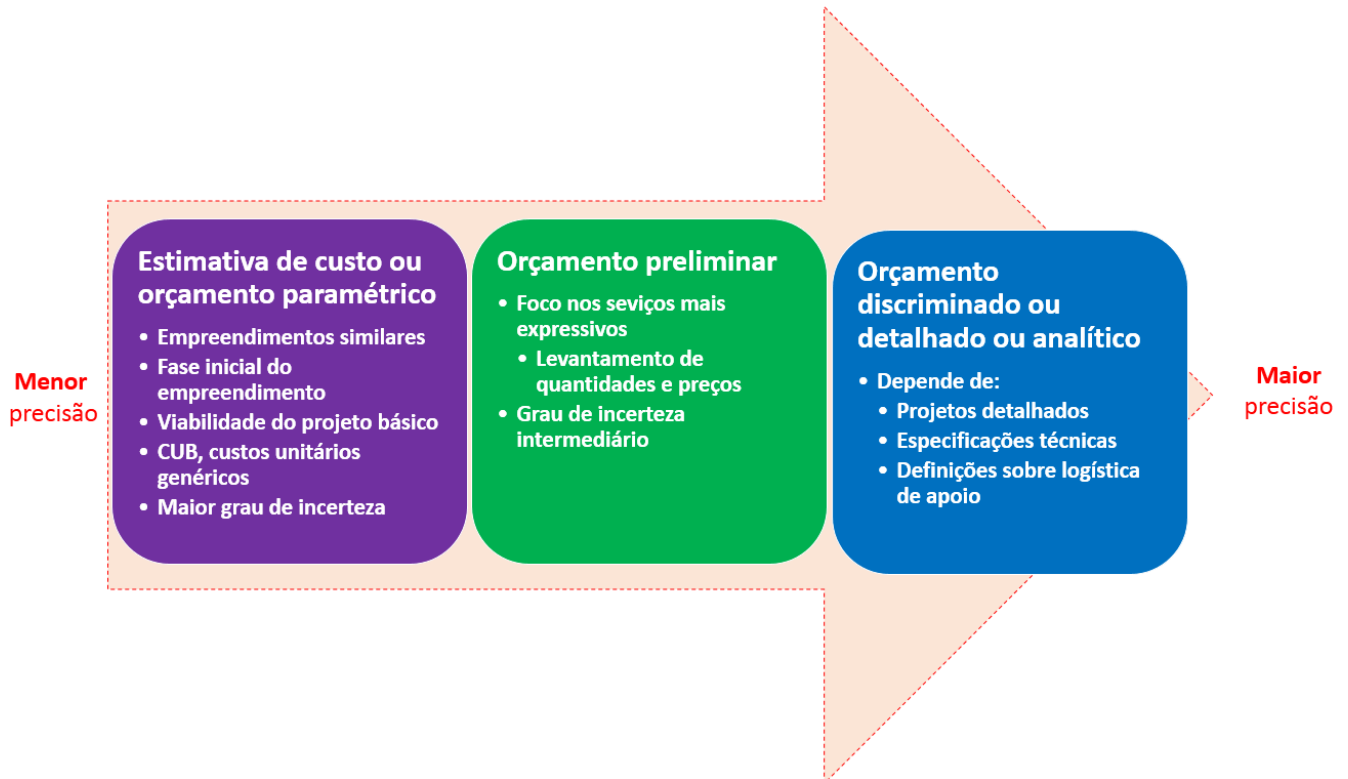 Menor
precisão
Estimativa de custo ou
orçamento paramétrico
• Empreendimentos similares
• Fase inicial do
empreendimento
• Viabilidade do projeto básico
• CUB, custos unitários
genéricos
• Maior grau de incerteza
Orçamento preliminar
• Foco nos seviços mais
expressivos
• Levantamento de
quantidades e preços
• Grau de incerteza
intermediário
Orçamento
discriminado ou
detalhado ou analítico
• Depende de:
• Projetos detalhados
• Especificações técnicas
• Definições sobre logística
de apoio
Maior
precisão